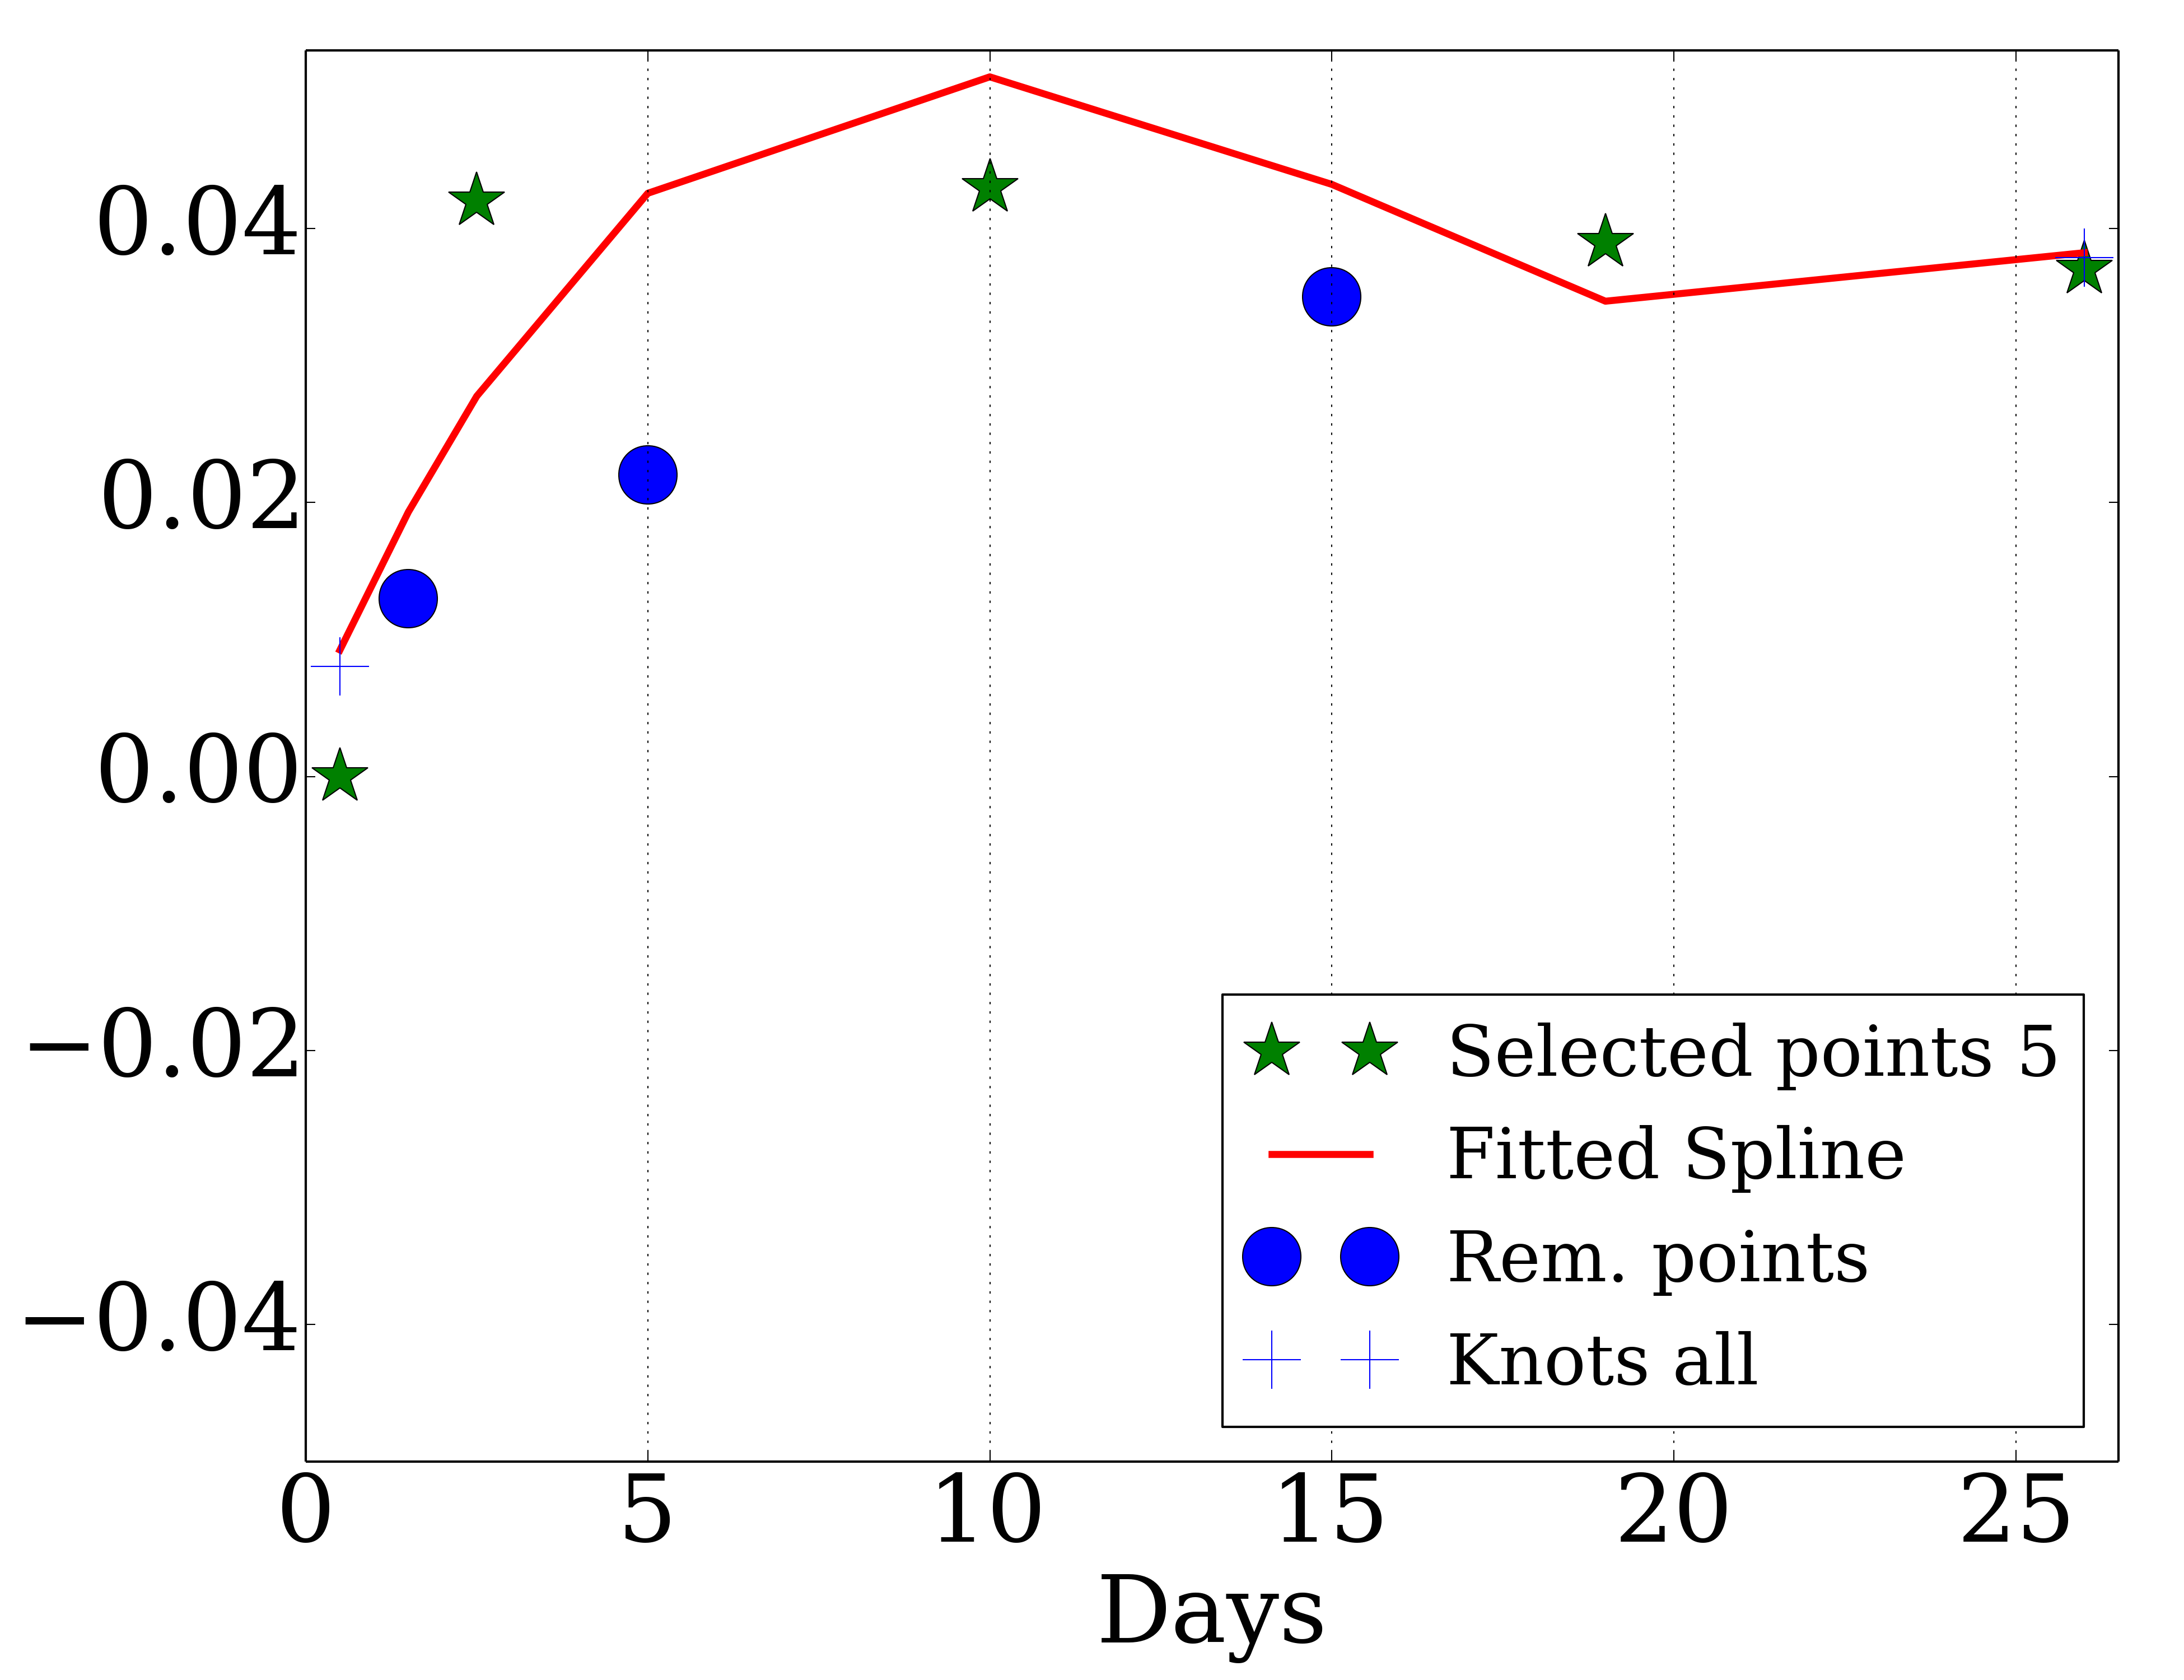 0.04
0.02
0.00
−0.02
−0.04
0 5 10 15 20 25
Days
Selected points 5
Fitted Spline
Rem. points
Knots all